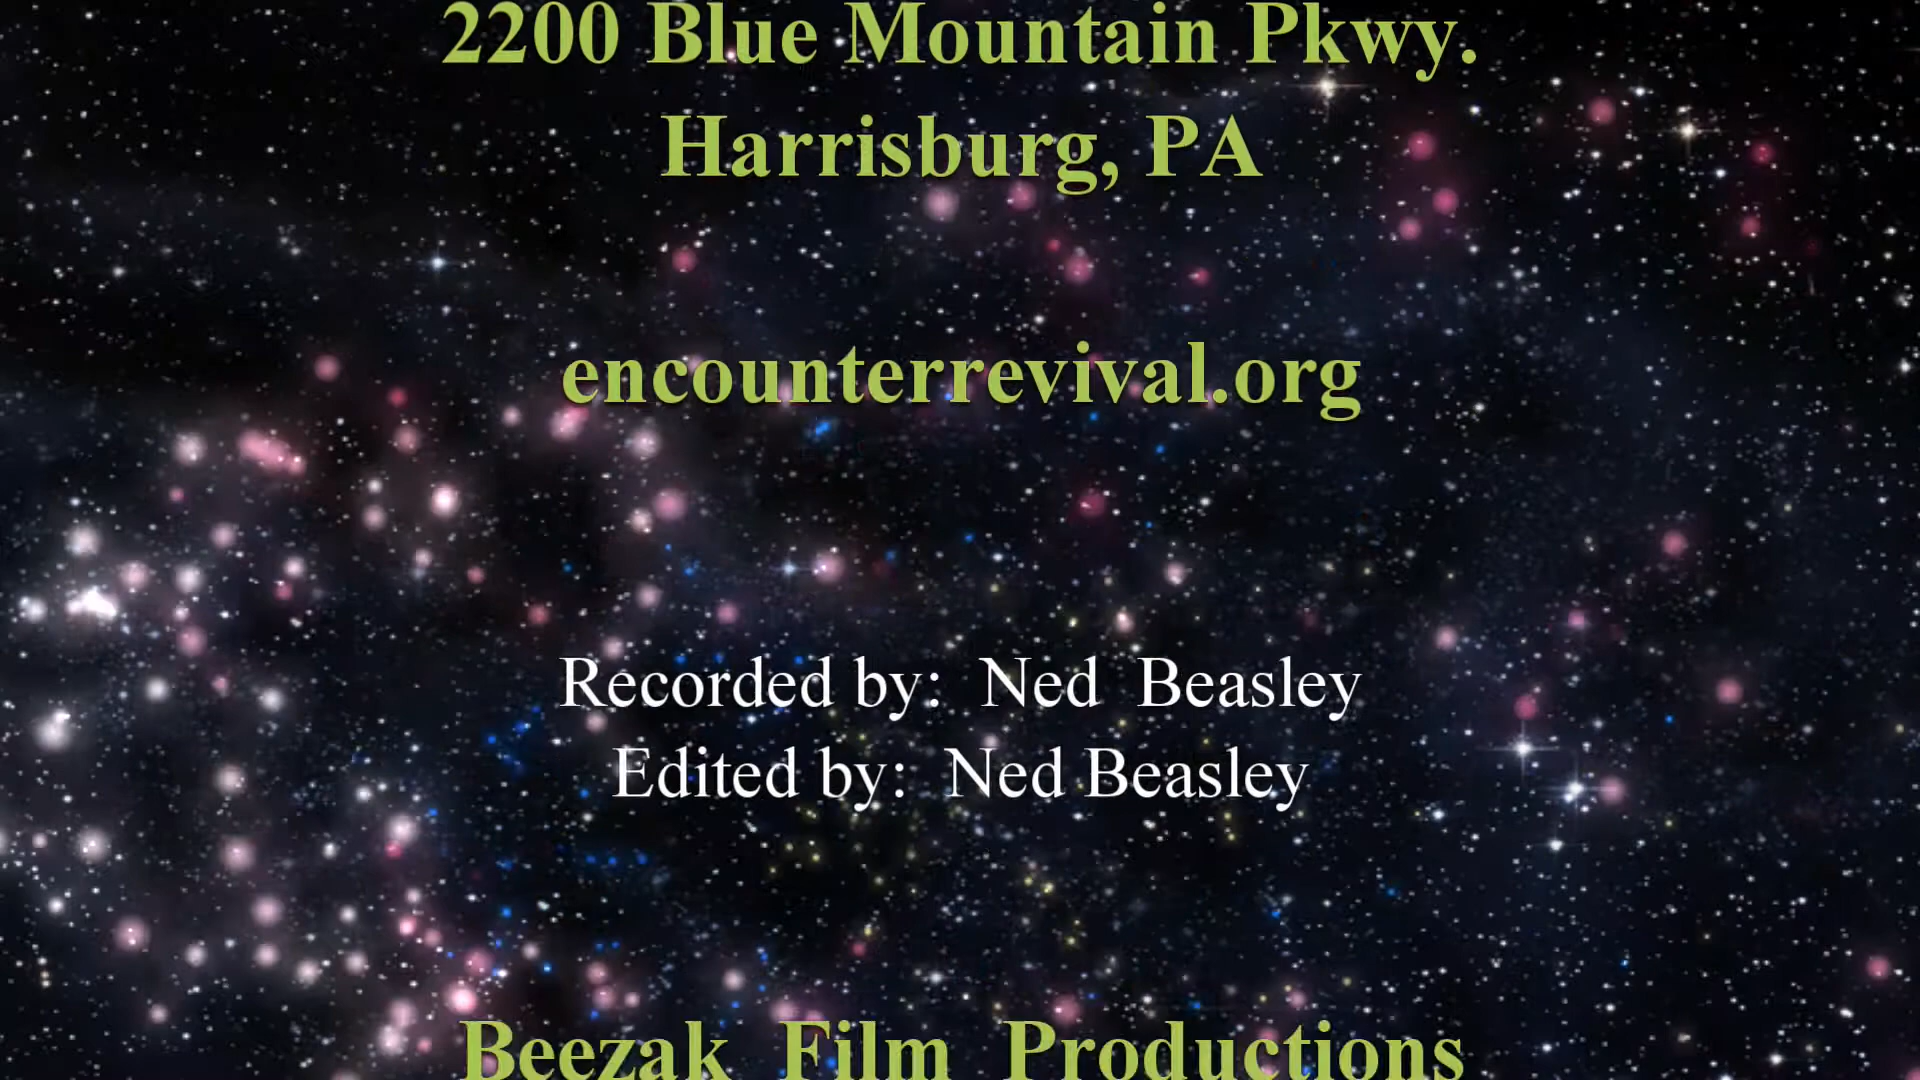 2200 Blue Mountain Pkwy.
Harrisburg, PA
encounterrevival.org
Recorded by: Ned Beasley
Edited by: Ned Beasley
Beezak Film Productions